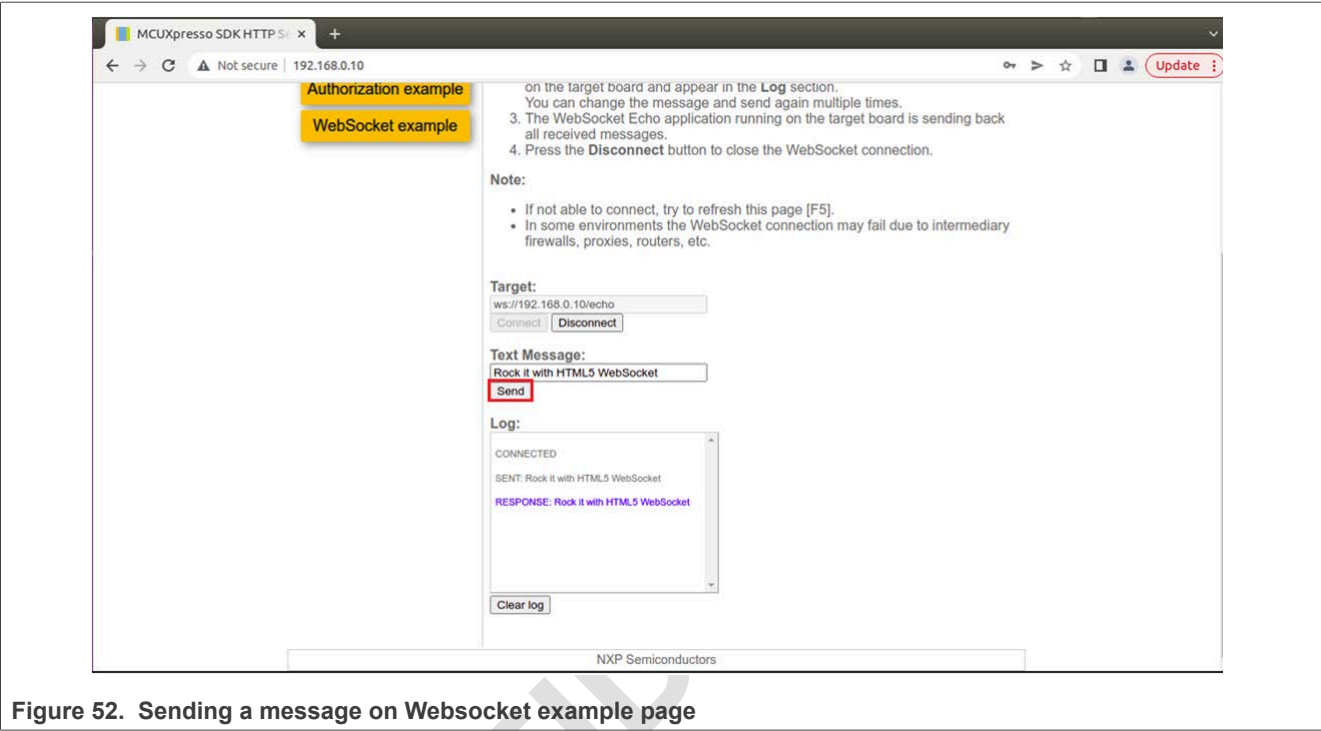 MCUXpresso SDK HTTP S
Not secure | 192.168.0.10
Update
Authorization example
WebSocket example
on the target board and appear in the Log section.
You can change the message and send again multiple times.
3. The WebSocket Echo application running on the target board is sending back
all received messages.
4. Press the Disconnect button to close the WebSocket connection.
Note:
• If not able to connect, try to refresh this page [F5].
• In some environments the WebSocket connection may fail due to intermediary
firewalls, proxies, routers, etc.
Target:
ws://192.168.0.10/echo
Connect Disconnect
Text Message:
Rock it with HTML5 WebSocket
Send
Log:
CONNECTED
SENT: Rock it with HTML5 WebSocket
RESPONSE: Rock it with HTML5 WebSocket
Clear log
NXP Semiconductors
Figure 52. Sending a message on Websocket example page